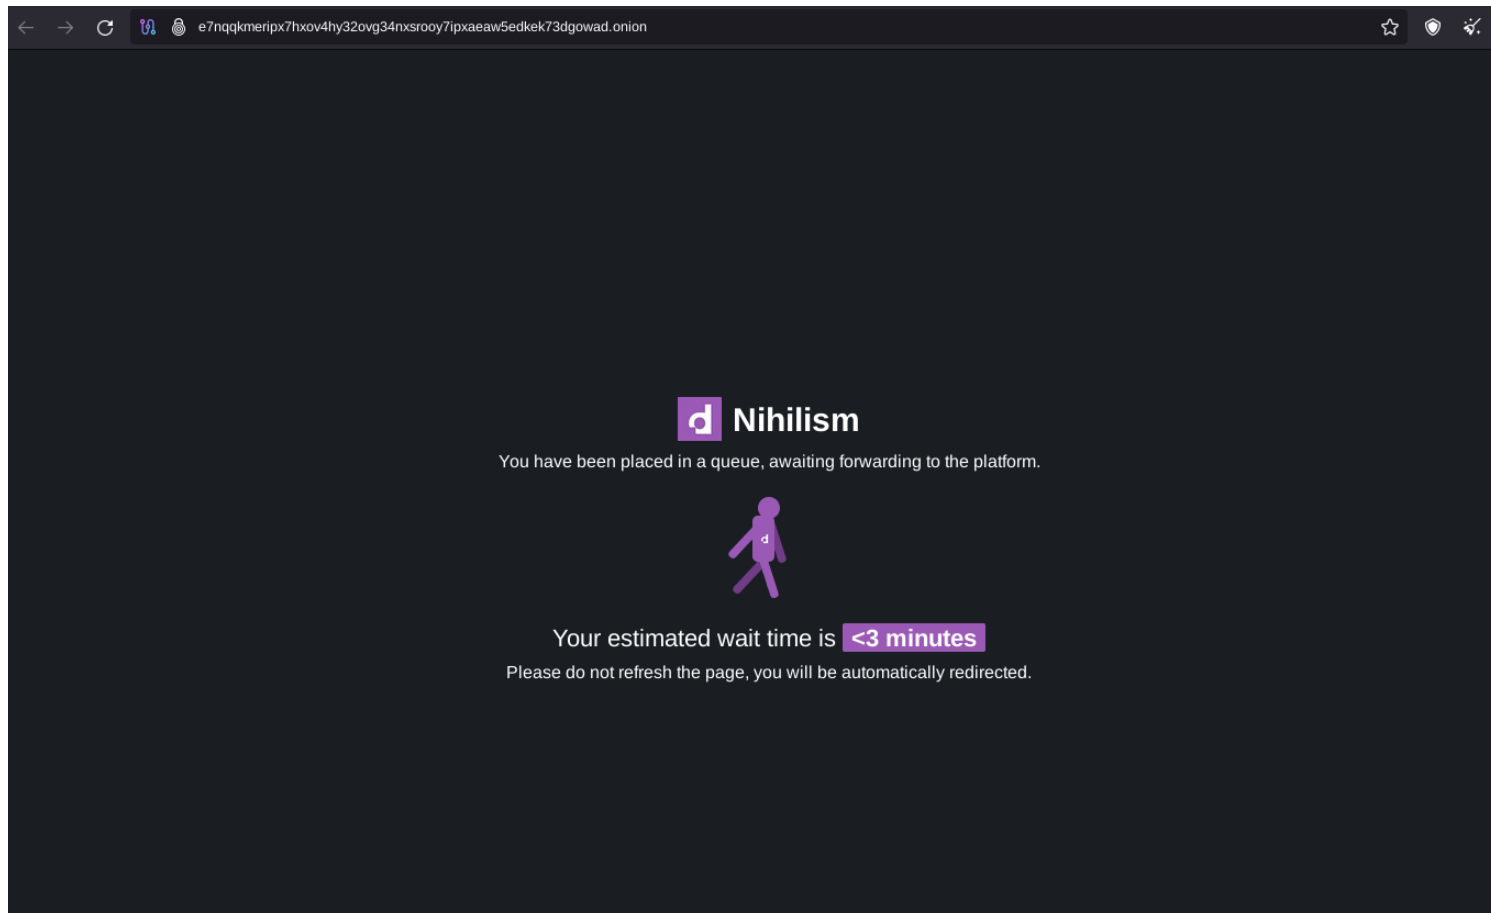 e7nqqkmeripx7hxov4hy32ovg34nxsrooy7ipxaeaw5edkek73dgowad.onion
d Nihilism
You have been placed in a queue, awaiting forwarding to the platform.
d
Your estimated wait time is <3 minutes
Please do not refresh the page, you will be automatically redirected.